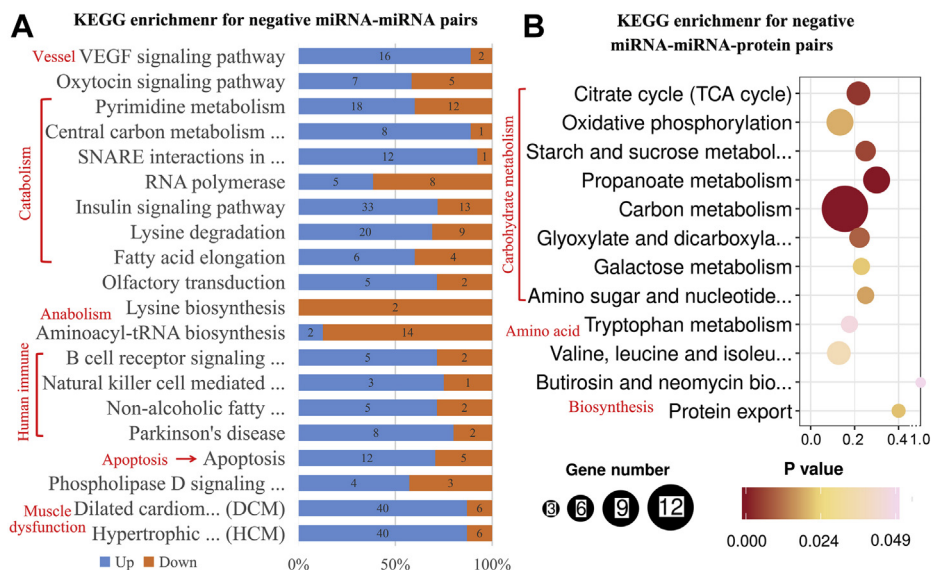 A
KEGG enrichmenr for negative miRNA-miRNA pairs
Vessel VEGF signaling pathway 16 2
Oxytocin signaling pathway 7 5
Catabolism
Pyrimidine metabolism 18 12
Central carbon metabolism ... 8 1
SNARE interactions in ... 12 1
RNA polymerase 5 8
Insulin signaling pathway 33 13
Lysine degradation 20 9
Fatty acid elongation 6 4
Olfactory transduction 5 2
Anabolism
Lysine biosynthesis 2
Aminoacyl-tRNA biosynthesis 2 14
Human immune
B cell receptor signaling ... 5 2
Natural killer cell mediated ... 3 1
Non-alcoholic fatty ... 5 2
Parkinson's disease 8 2
Apoptosis → Apoptosis 12 5
Phospholipase D signaling ... 4 3
Muscle dysfunction
Dilated cardiom... (DCM) 40 6
Hypertrophic ... (HCM) 40 6
Up Down
0% 50% 100%
B
KEGG enrichmenr for negative
miRNA-miRNA-protein pairs
Carbohydrate metabolism
Citrate cycle (TCA cycle)
Oxidative phosphorylation
Starch and sucrose metabol...
Propanoate metabolism
Carbon metabolism
Glyoxylate and dicarboxyla...
Galactose metabolism
Amino sugar and nucleotide...
Amino acid
Tryptophan metabolism
Valine, leucine and isoleu...
Butirosin and neomycin bio...
Biosynthesis
Protein export
0.0 0.2 0.4 1.0
Gene number
3 6 9 12
P value
0.000 0.024 0.049